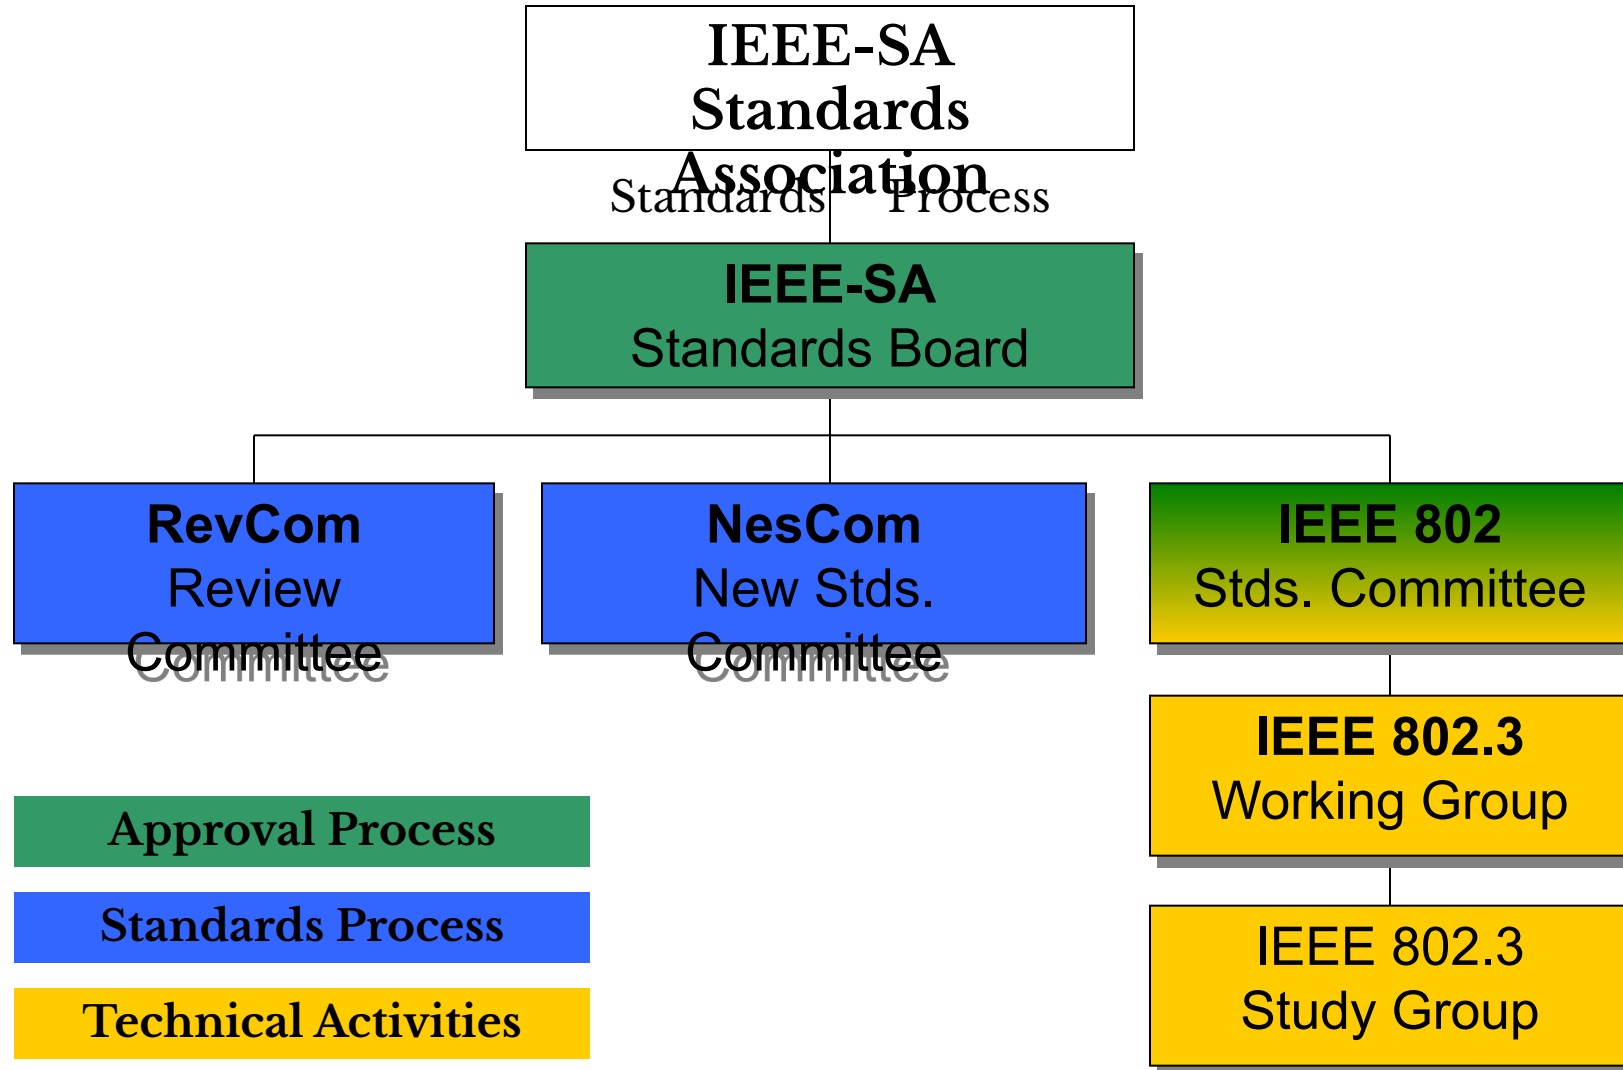 IEEE-SA
Standards
Association
Standards Process
IEEE-SA
Standards Board
RevCom
Review
Committee
NesCom
New Stds.
Committee
IEEE 802
Stds. Committee
IEEE 802.3
Working Group
IEEE 802.3
Study Group
Approval Process
Standards Process
Technical Activities